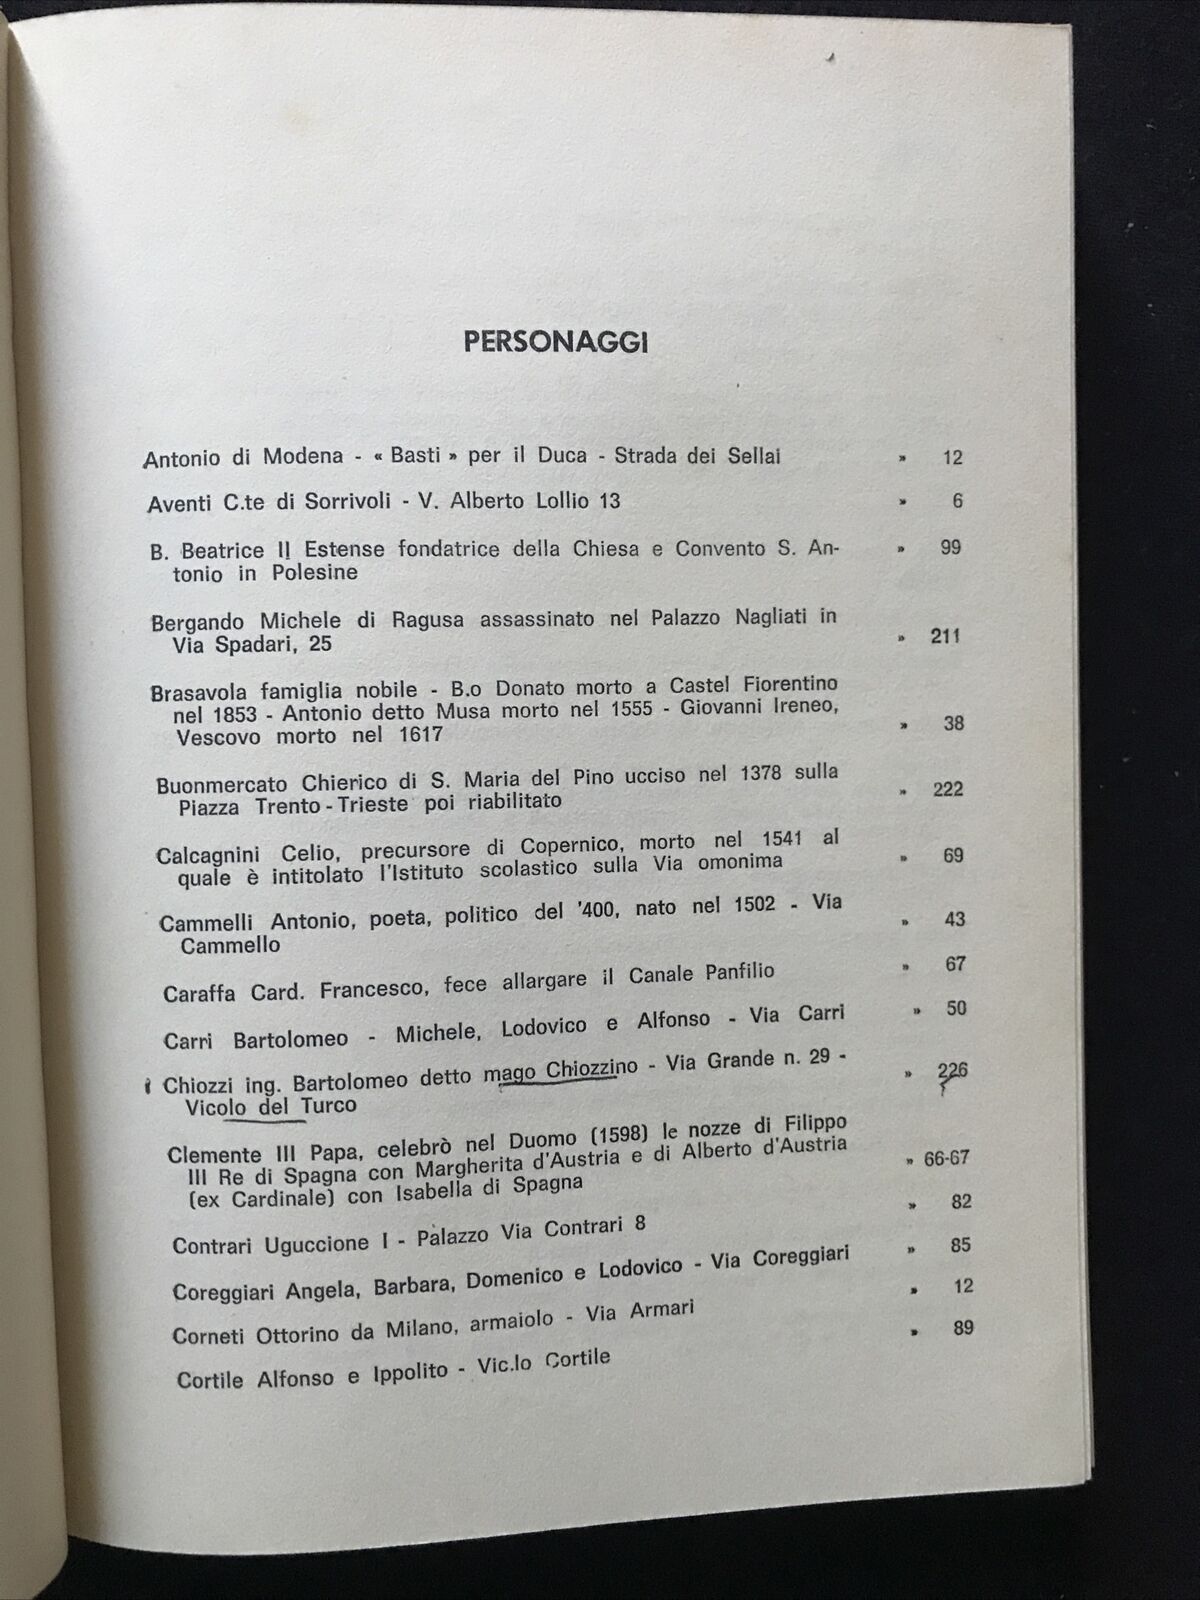 PERSONAGGI
Antonio di Modena - « Basti » per il Duca - Strada dei Sellai » 12
Aventi C.te di Sorrivoli - V. Alberto Lollio 13 » 6
B. Beatrice II Estense fondatrice della Chiesa e Convento S. An- » 99
tonio in Polesine
Bergando Michele di Ragusa assassinato nel Palazzo Nagliati in
Via Spadari, 25 » 211
Brasavola famiglia nobile - B.o Donato morto a Castel Fiorentino
nel 1853 - Antonio detto Musa morto nel 1555 - Giovanni Ireneo,
Vescovo morto nel 1617 » 38
Buonmercato Chierico di S. Maria del Pino ucciso nel 1378 sulla
Piazza Trento - Trieste poi riabilitato » 222
Calcagnini Celio, precursore di Copernico, morto nel 1541 al
quale è intitolato l'Istituto scolastico sulla Via omonima » 69
Cammelli Antonio, poeta, politico del '400, nato nel 1502 - Via
Cammello » 43
Caraffa Card. Francesco, fece allargare il Canale Panfilio » 67
Carri Bartolomeo - Michele, Lodovico e Alfonso - Via Carri » 50
Chiozzi ing. Bartolomeo detto mago Chiozzino - Via Grande n. 29 -
Vicolo del Turco » 226
Clemente III Papa, celebrò nel Duomo (1598) le nozze di Filippo
III Re di Spagna con Margherita d'Austria e di Alberto d'Austria
(ex Cardinale) con Isabella di Spagna » 66-67
Contrari Uguccione I - Palazzo Via Contrari 8 » 82
Coreggiari Angela, Barbara, Domenico e Lodovico - Via Coreggiari » 85
Corneti Ottorino da Milano, armaiolo - Via Armari » 12
Cortile Alfonso e Ippolito - Vic.lo Cortile » 89